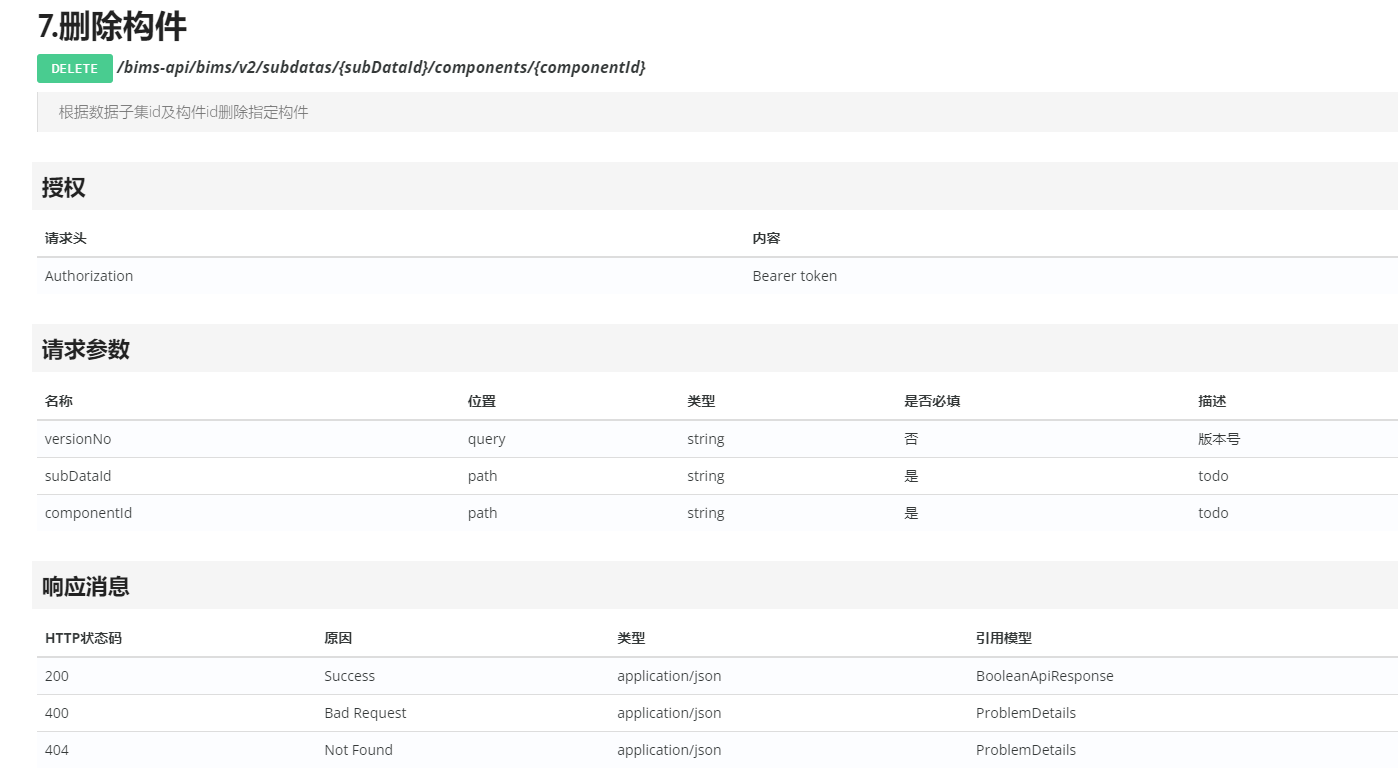 7.删除构件
DELETE /bims-api/bims/v2/subdatas/{subDataId}/components/{componentId}
根据数据子集id及构件id删除指定构件
授权
请求头 内容
Authorization Bearer token
请求参数
名称 位置 类型 是否必填 描述
versionNo query string 否 版本号
subDataId path string 是 todo
componentId path string 是 todo
响应消息
HTTP状态码 原因 类型 引用模型
200 Success application/json BooleanApiResponse
400 Bad Request application/json ProblemDetails
404 Not Found application/json ProblemDetails